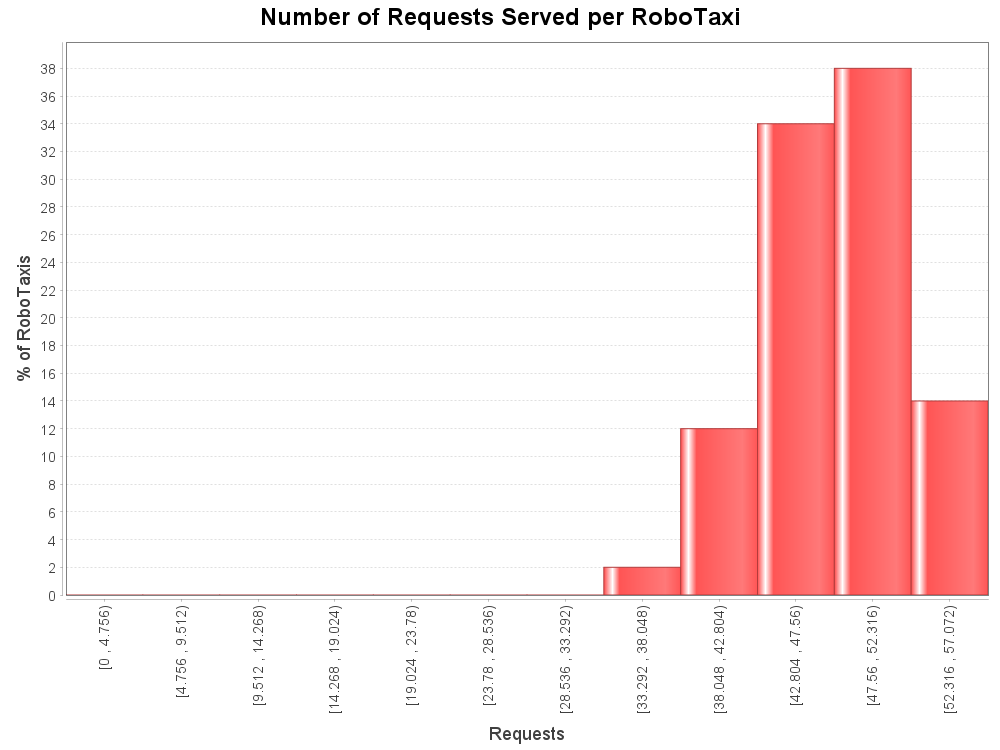 Number of Requests Served per RoboTaxi
% of RoboTaxis
38
36
34
32
30
28
26
24
22
20
18
16
14
12
10
8
6
4
2
0
[0 , 4.756)
[4.756 , 9.512)
[9.512 , 14.268)
[14.268 , 19.024)
[19.024 , 23.78)
[23.78 , 28.536)
[28.536 , 33.292)
[33.292 , 38.048)
[38.048 , 42.804)
[42.804 , 47.56)
[47.56 , 52.316)
[52.316 , 57.072)
Requests